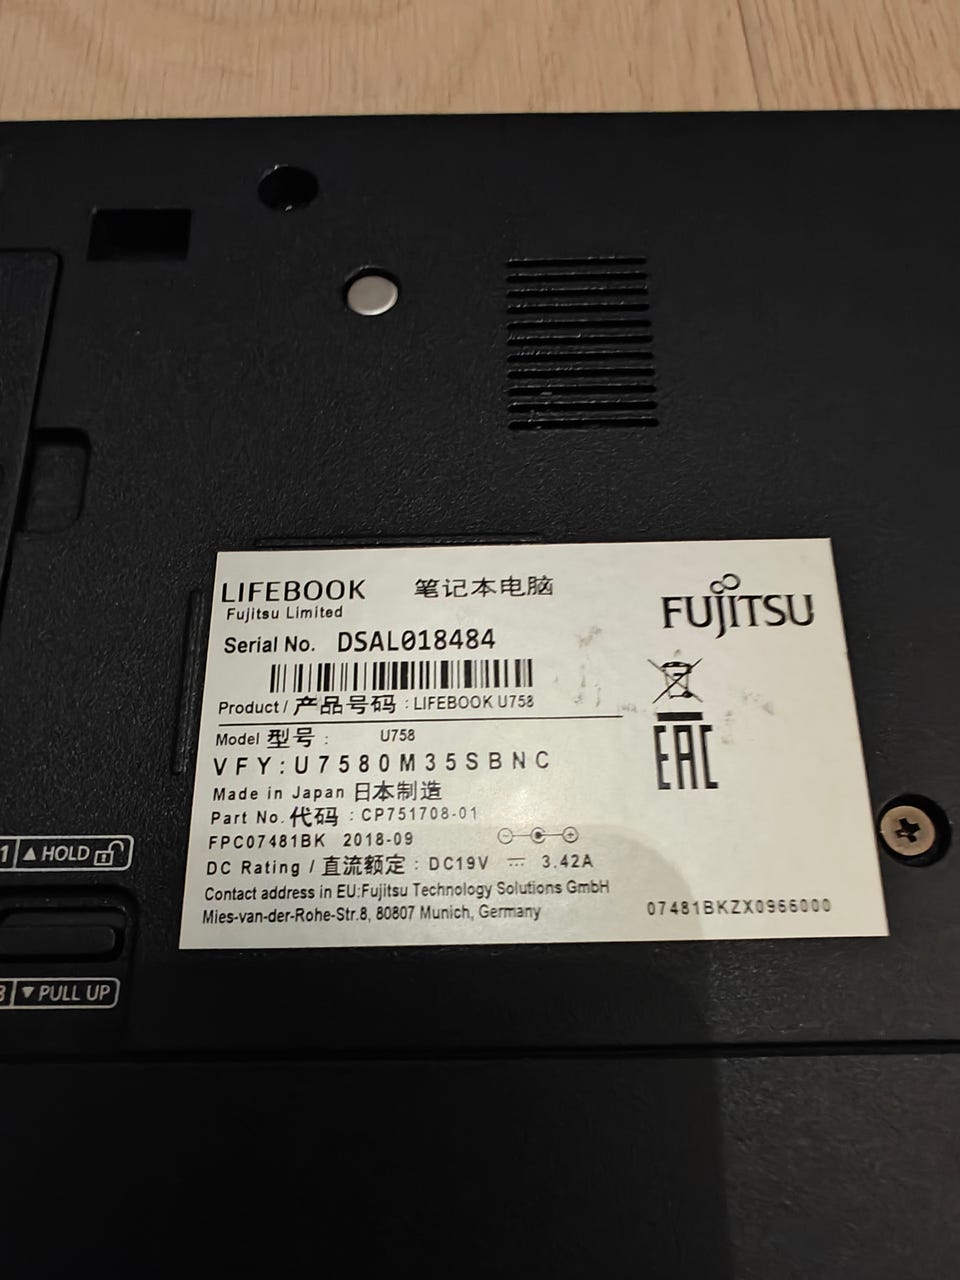 LIFEBOOK 笔记本电脑
Fujitsu Limited
FUJITSU
Serial No. DSAL018484
Product / 产品号码 : LIFEBOOK U758
Model 型号 : U758
VFY:U7580M35SBNC
EAC
Made in Japan 日本制造
Part No. 代码 : CP751708-01
FPC07481BK 2018-09
DC Rating / 直流额定 : DC19V ⎓ 3.42A
Contact address in EU:Fujitsu Technology Solutions GmbH
Mies-van-der-Rohe-Str.8, 80807 Munich, Germany
07481BKZX0966000
1 ▲HOLD
▼PULL UP